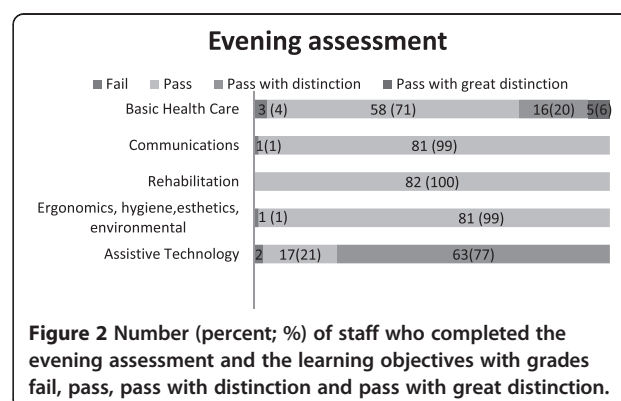 Evening assessment
Fail Pass Pass with distinction Pass with great distinction
Basic Health Care 3 (4) 58 (71) 16(20) 5(6)
Communications 1(1) 81 (99)
Rehabilitation 82 (100)
Ergonomics, hygiene,esthetics,
environmental 1 (1) 81 (99)
Assistive Technology 2 17(21) 63(77)
Figure 2 Number (percent; %) of staff who completed the
evening assessment and the learning objectives with grades
fail, pass, pass with distinction and pass with great distinction.